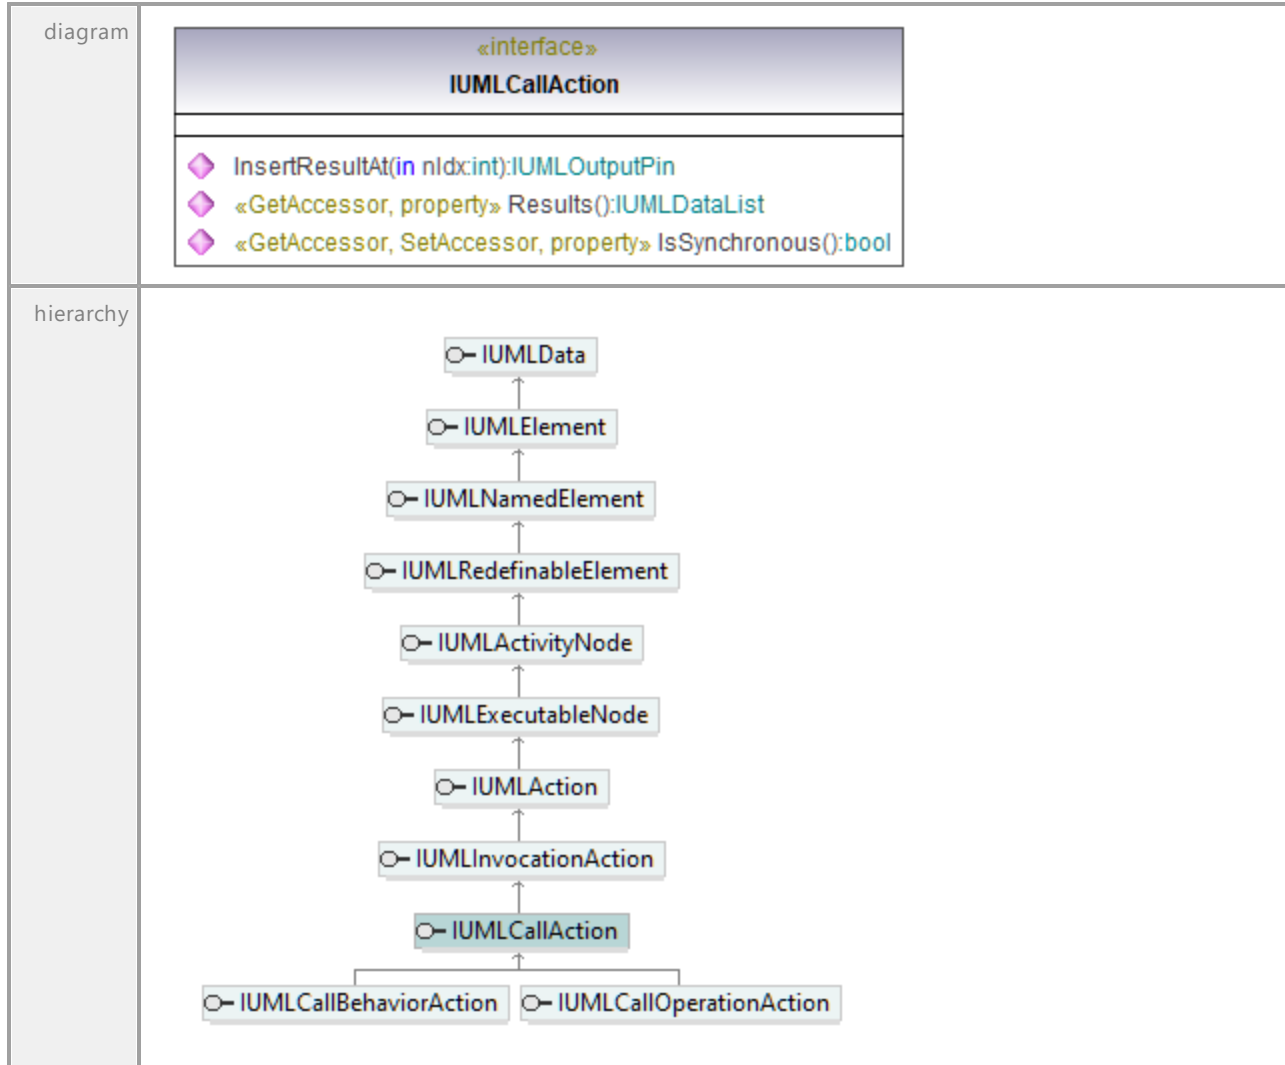 diagram
«interface»
IUMLCallAction
InsertResultAt(in nIdx:int):IUMLOutputPin
«GetAccessor, property» Results():IUMLDataList
«GetAccessor, SetAccessor, property» IsSynchronous():bool
hierarchy
IUMLData
IUMLElement
IUMLNamedElement
IUMLRedefinableElement
IUMLActivityNode
IUMLExecutableNode
IUMLAction
IUMLInvocationAction
IUMLCallAction
IUMLCallBehaviorAction IUMLCallOperationAction